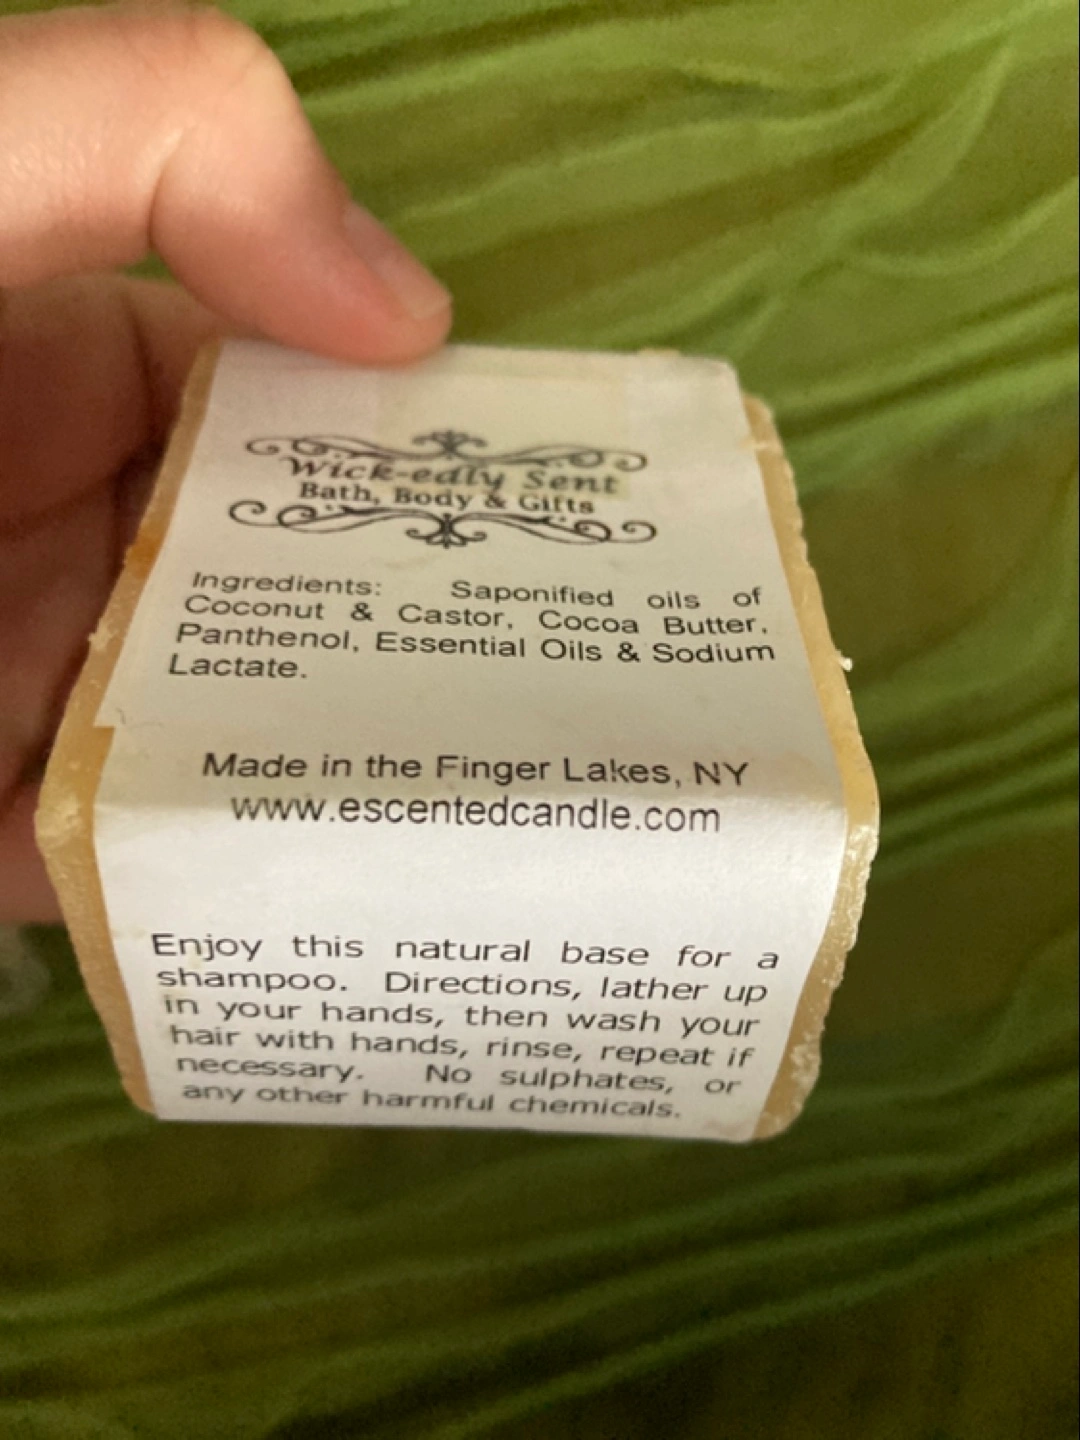 Wick-edly Sent
Bath, Body & Gifts
Ingredients: Saponified oils of
Coconut & Castor, Cocoa Butter,
Panthenol, Essential Oils & Sodium
Lactate.
Made in the Finger Lakes, NY
www.escentedcandle.com
Enjoy this natural base for a
shampoo. Directions, lather up
in your hands, then wash your
hair with hands, rinse, repeat if
necessary. No sulphates, or
any other harmful chemicals.